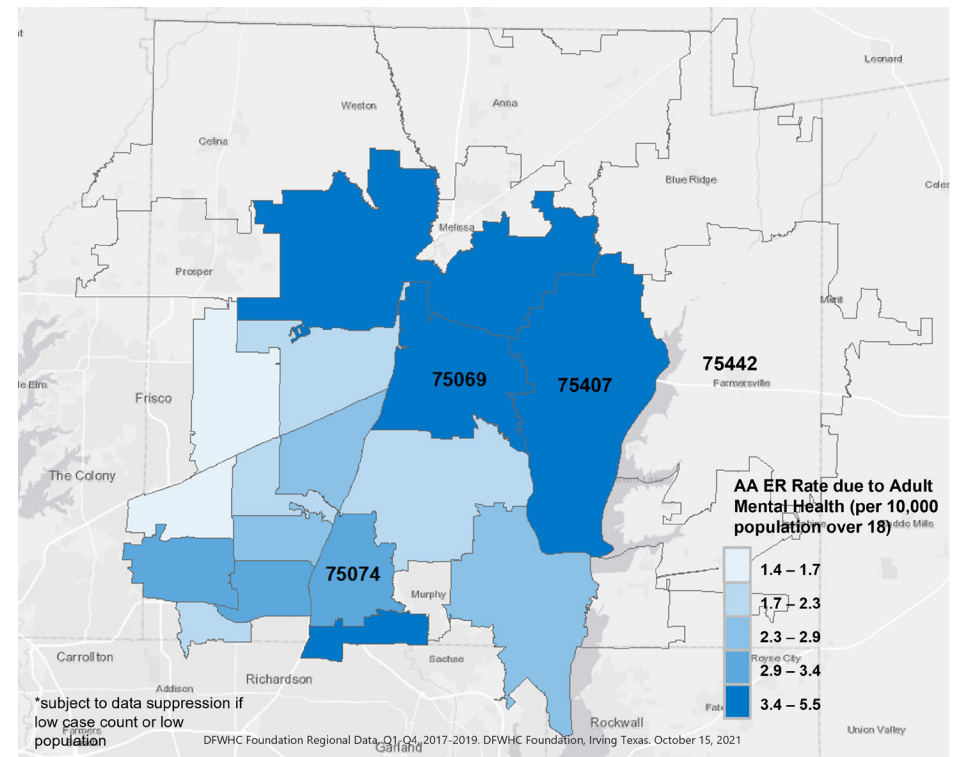 Leonard
Weston
Anna
Celina
Blue Ridge
Melissa
Prosper
75442
75069
75407
Farmersville
Frisco
The Colony
AA ER Rate due to Adult
Mental Health (per 10,000
population over 18)
1.4 – 1.7
75074
1.7 – 2.3
Murphy
2.3 – 2.9
Carrollton
Sachse
Royse City
2.9 – 3.4
Richardson
Addison
*subject to data suppression if
low case count or low
population
3.4 – 5.5
Rockwall
Union Valley
DFWHC Foundation Regional Data, Q1-Q4, 2017-2019. DFWHC Foundation, Irving Texas. October 15, 2021
Garland